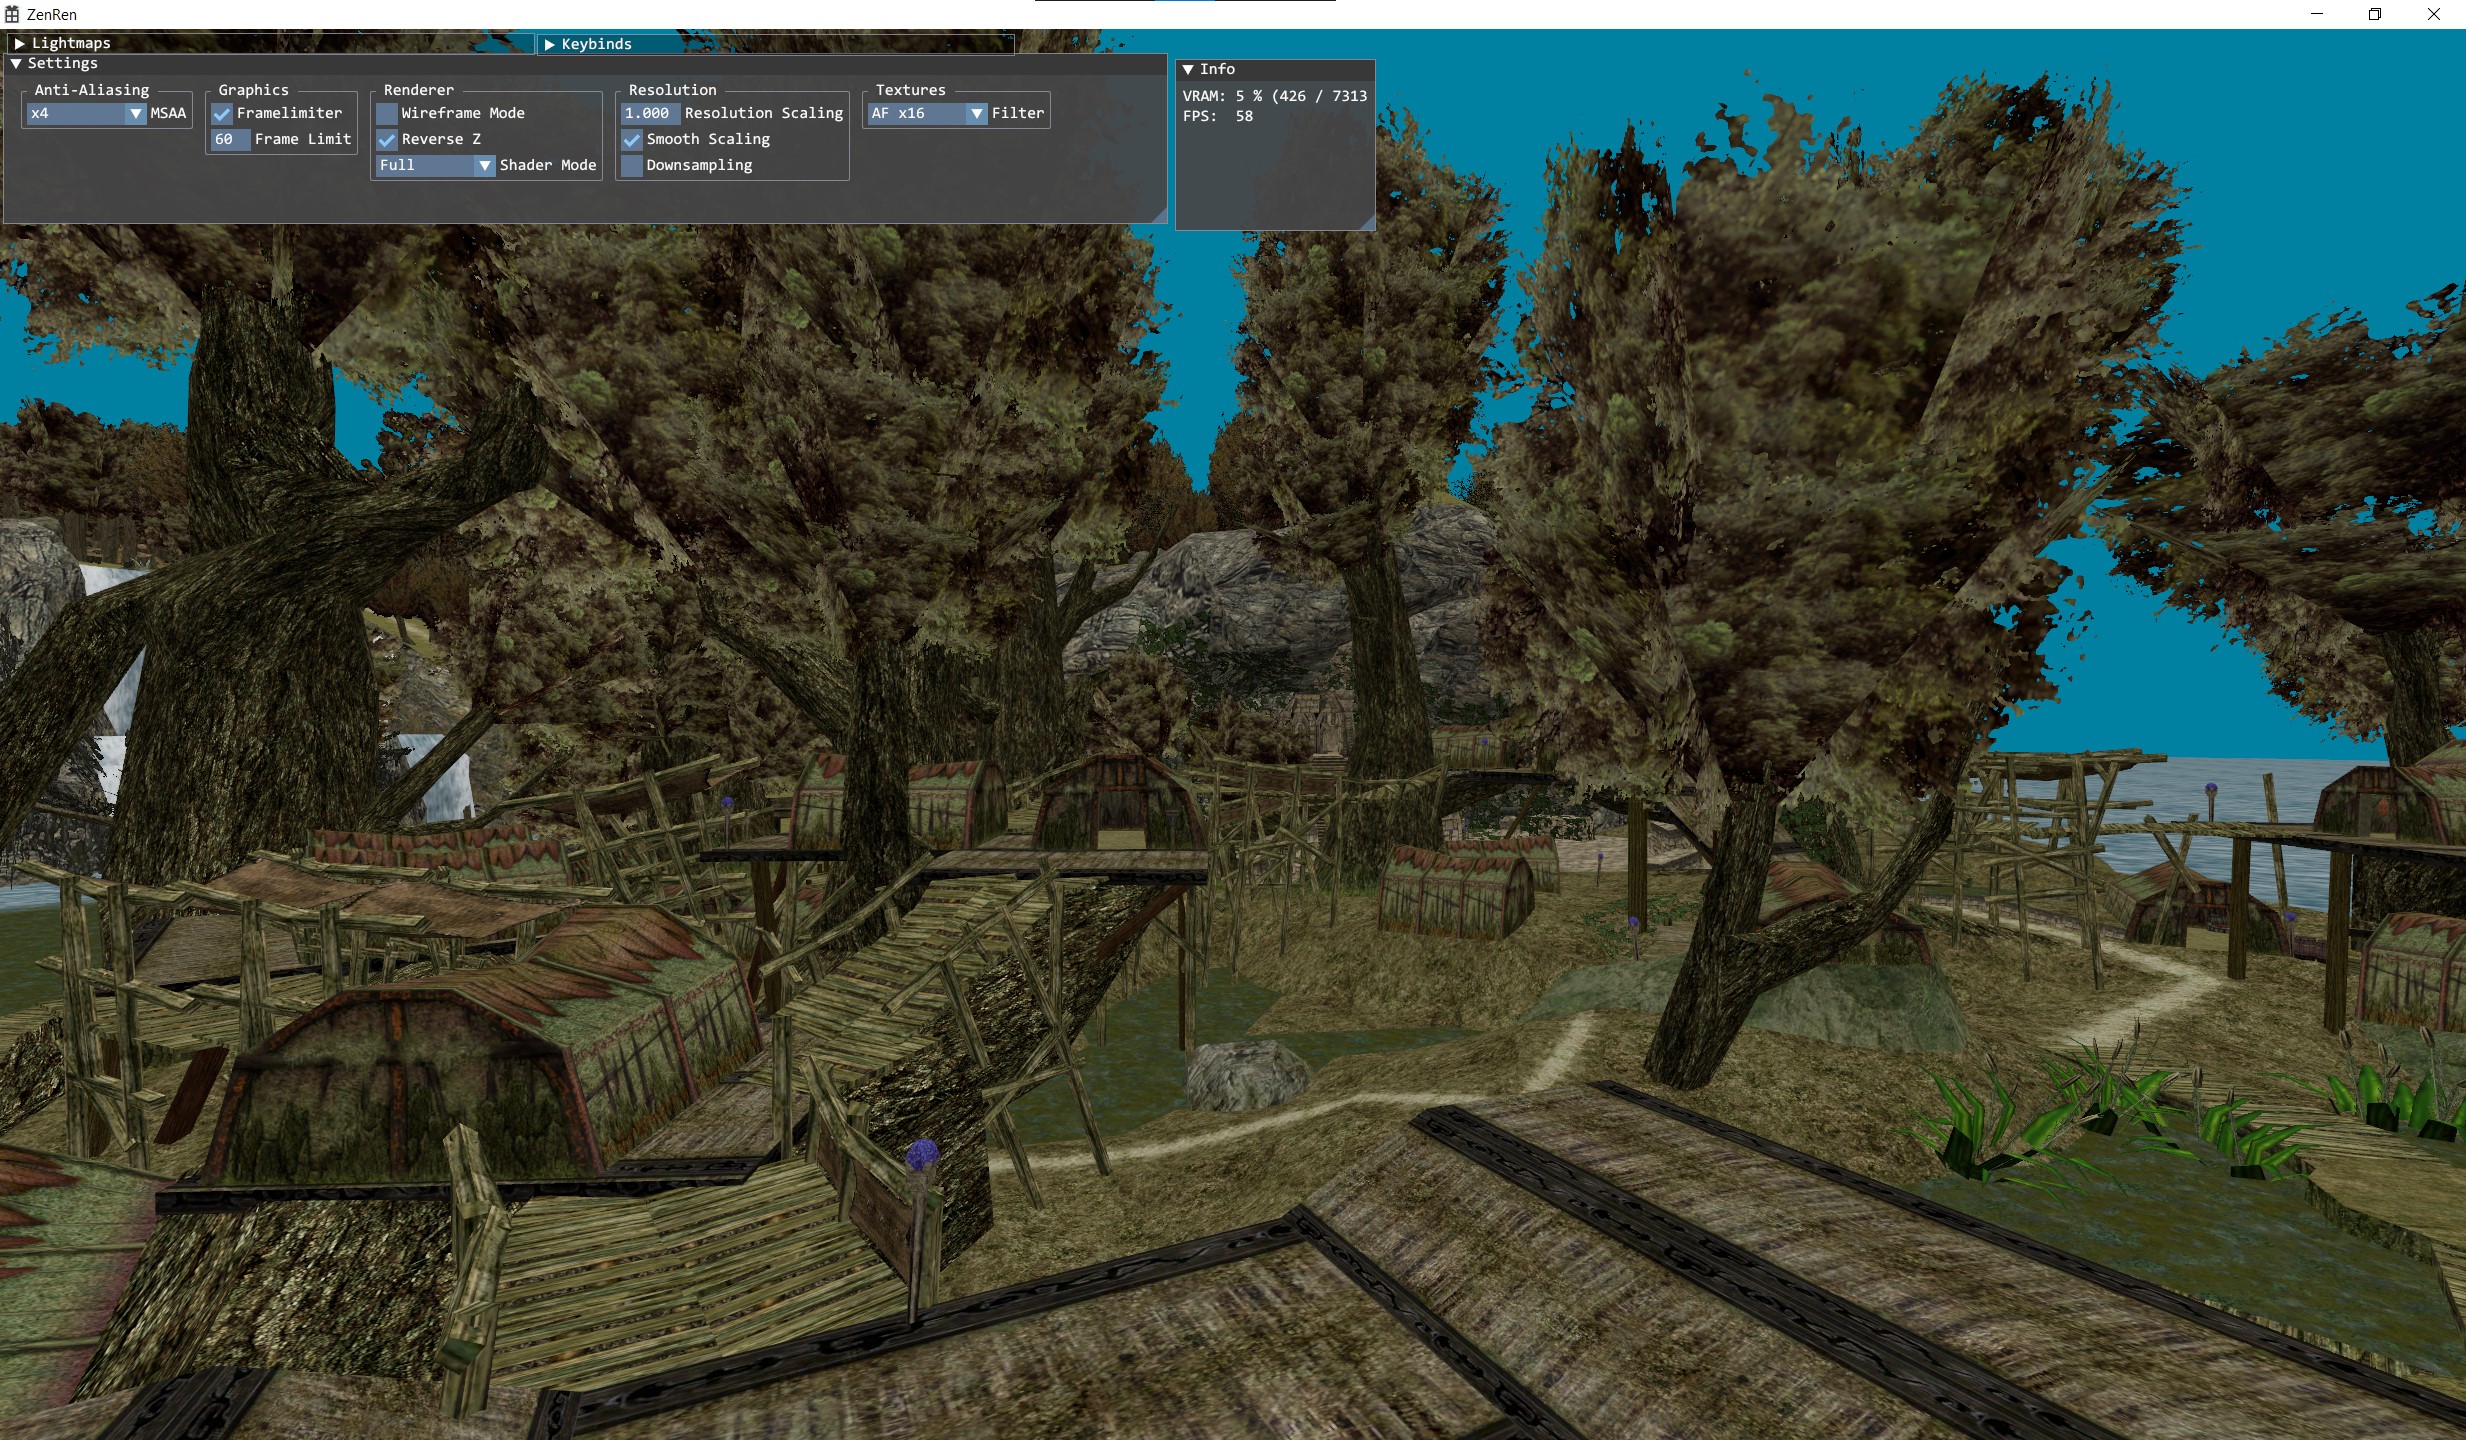 ZenRen
Lightmaps
Keybinds
Settings
Anti-Aliasing
x4 MSAA
Graphics
Framelimiter
60 Frame Limit
Renderer
Wireframe Mode
Reverse Z
Full Shader Mode
Resolution
1.000 Resolution Scaling
Smooth Scaling
Downsampling
Textures
AF x16 Filter
Info
VRAM: 5 % (426 / 7313
FPS: 58